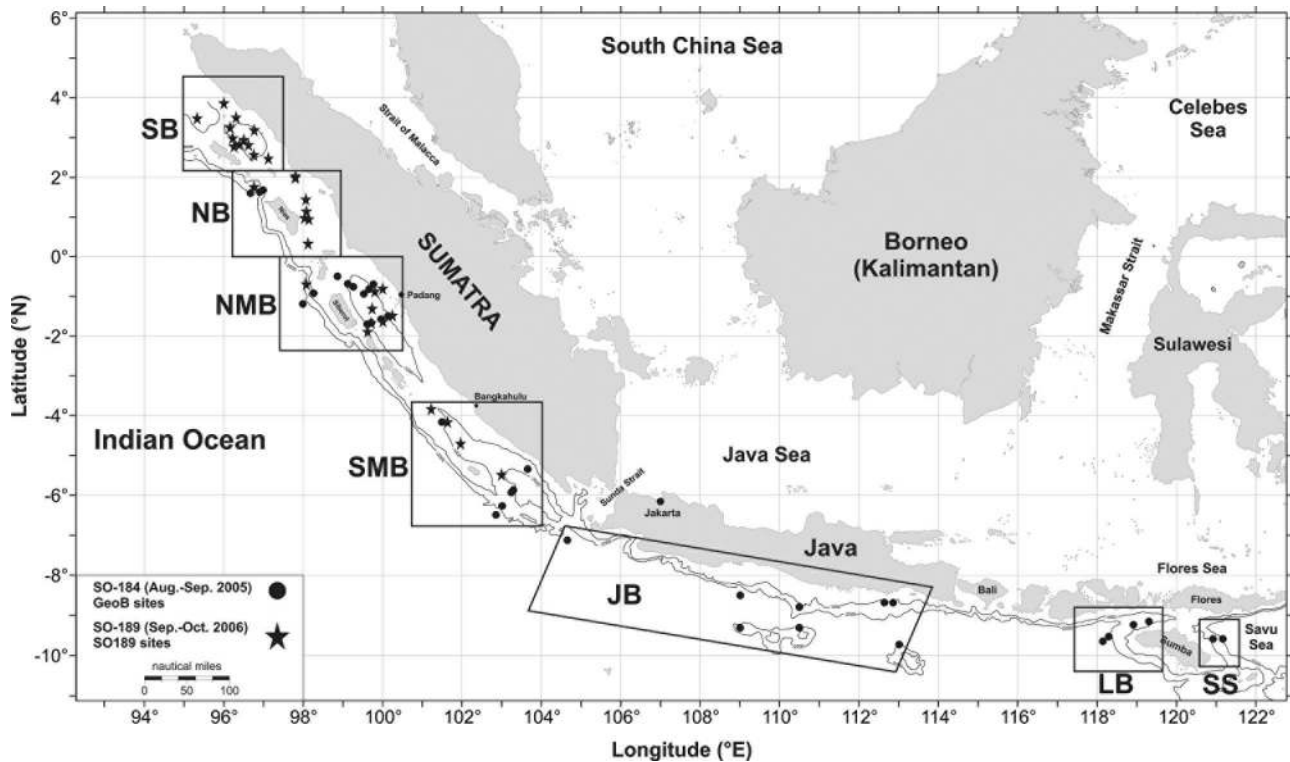 6°
4°
2°
0°
-2°
-4°
-6°
-8°
-10°
Latitude (°N)
South China Sea
Celebes
Sea
Strait of Malacca
SB
NB
Nias
SUMATRA
Borneo
(Kalimantan)
Makassar Strait
NMB
Padang
Siberut
Sulawesi
Bangkahulu
Indian Ocean
SMB
Java Sea
Sunda Strait
Jakarta
Java
JB
Bali
Flores Sea
Flores
Sumba
Savu
Sea
LB
SS
SO-184 (Aug.-Sep. 2005)
GeoB sites
SO-189 (Sep.-Oct. 2006)
SO189 sites
nautical miles
0 50 100
94° 96° 98° 100° 102° 104° 106° 108° 110° 112° 114° 116° 118° 120° 122°
Longitude (°E)